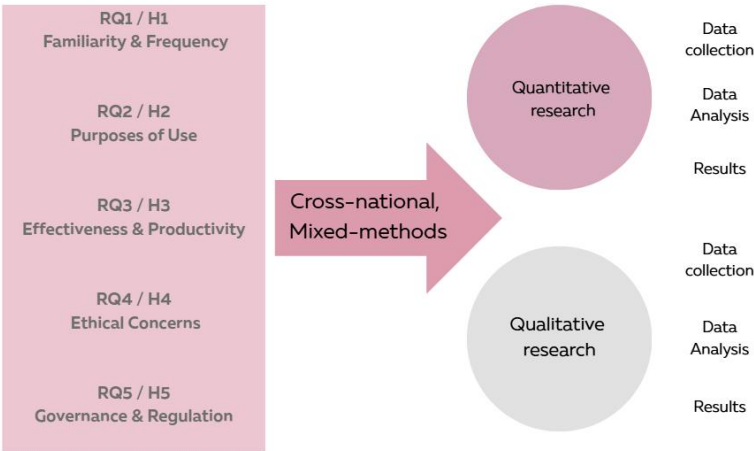 RQ1 / H1
Familiarity & Frequency
RQ2 / H2
Purposes of Use
RQ3 / H3
Effectiveness & Productivity
RQ4 / H4
Ethical Concerns
RQ5 / H5
Governance & Regulation
Cross-national,
Mixed-methods
Quantitative
research
Data
collection
Data
Analysis
Results
Qualitative
research
Data
collection
Data
Analysis
Results